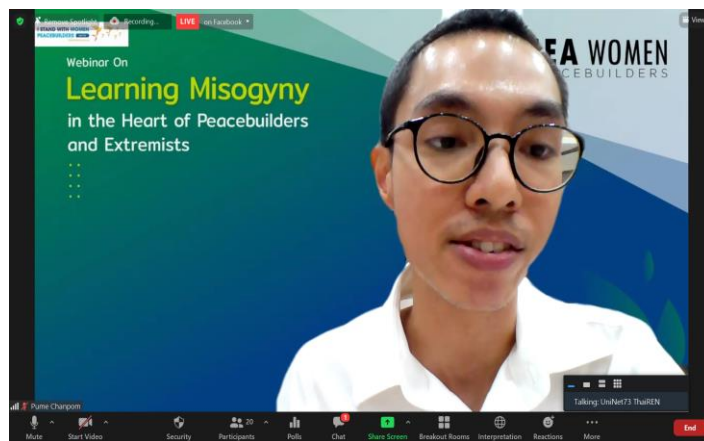 Remove Spotlight
Recording...
LIVE
on Facebook
View
I STAND WITH WOMEN
PEACEBUILDERS
Webinar On
Learning Misogyny
in the Heart of Peacebuilders
and Extremists
EA WOMEN
CEBUILDERS
Talking: UniNet73 ThaiREN
Pume Chanpom
Mute
Start Video
Security
Participants
20
Polls
Chat
Share Screen
Breakout Rooms
Interpretation
Reactions
More
End